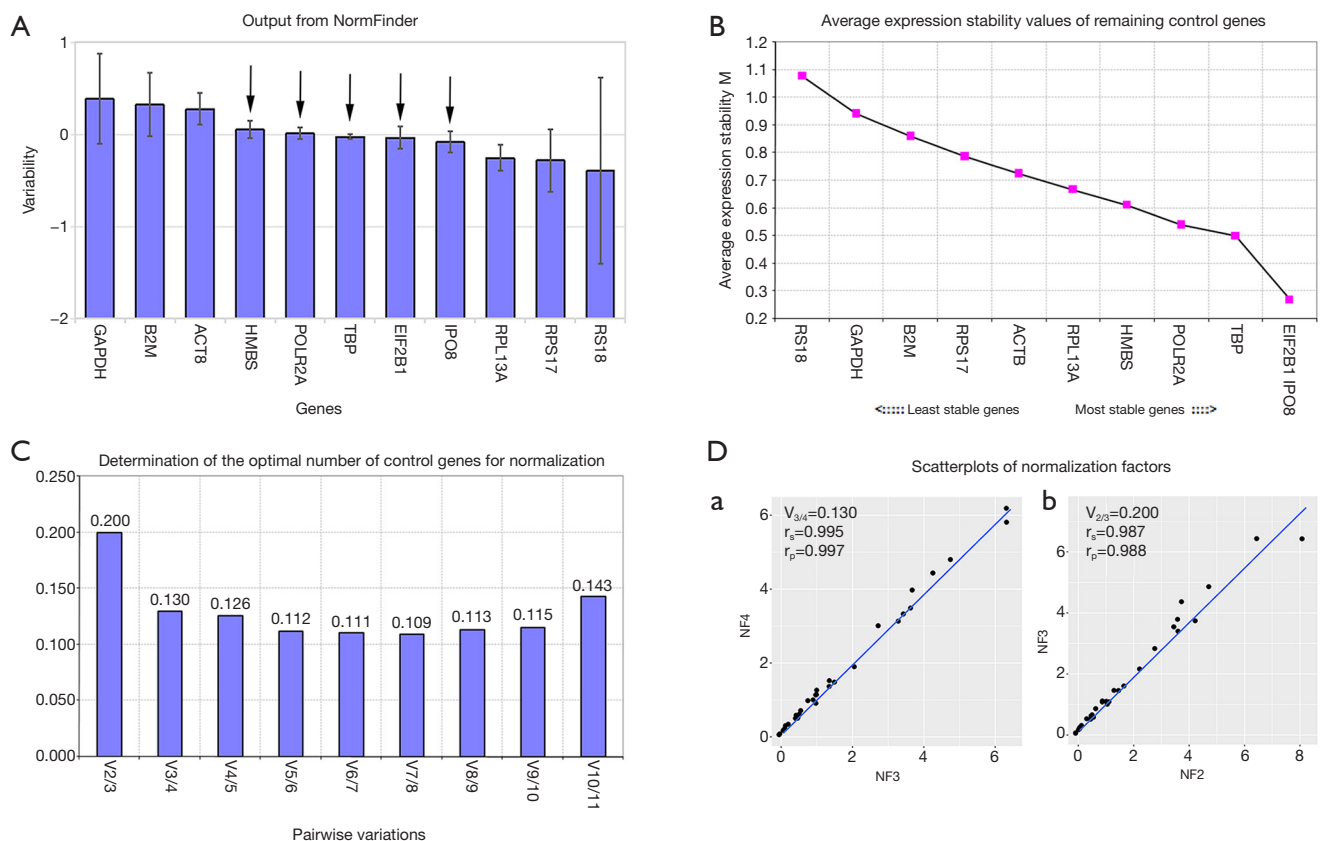 A
Output from NormFinder
1
0
−1
−2
Variability
GAPDH
B2M
ACT8
HMBS
POLR2A
TBP
EIF2B1
IPO8
RPL13A
RPS17
RS18
Genes
B
Average expression stability values of remaining control genes
1.2
1.1
1.0
0.9
0.8
0.7
0.6
0.5
0.4
0.3
0.2
Average expression stability M
RS18
GAPDH
B2M
RPS17
ACTB
RPL13A
HMBS
POLR2A
TBP
EIF2B1 IPO8
<::::: Least stable genes
Most stable genes ::::>
C
Determination of the optimal number of control genes for normalization
0.250
0.200
0.150
0.100
0.050
0.000
0.200
0.130
0.126
0.112
0.111
0.109
0.113
0.115
0.143
V2/3
V3/4
V4/5
V5/6
V6/7
V7/8
V8/9
V9/10
V10/11
Pairwise variations
D
Scatterplots of normalization factors
a
V3/4=0.130
rs=0.995
rp=0.997
6
4
2
0
NF4
0
2
4
6
NF3
b
V2/3=0.200
rs=0.987
rp=0.988
6
4
2
0
NF3
0
2
4
6
8
NF2